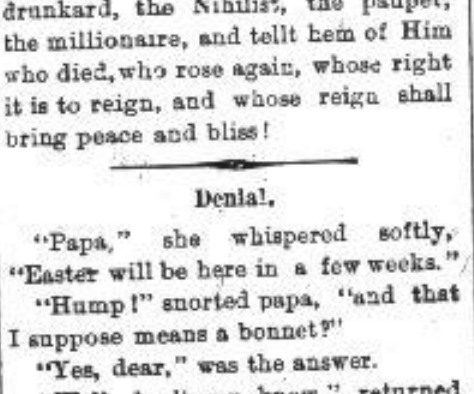 drunkard, the Nihilist, the pauper,
the millionaire, and tellt hem of Him
who died, who rose again, whose right
it is to reign, and whose reign shall
bring peace and bliss!
Denial.
"Papa," she whispered softly,
"Easter will be here in a few weeks."
"Hump!" snorted papa, "and that
I suppose means a bonnet?"
"Yes, dear," was the answer.
know," returned